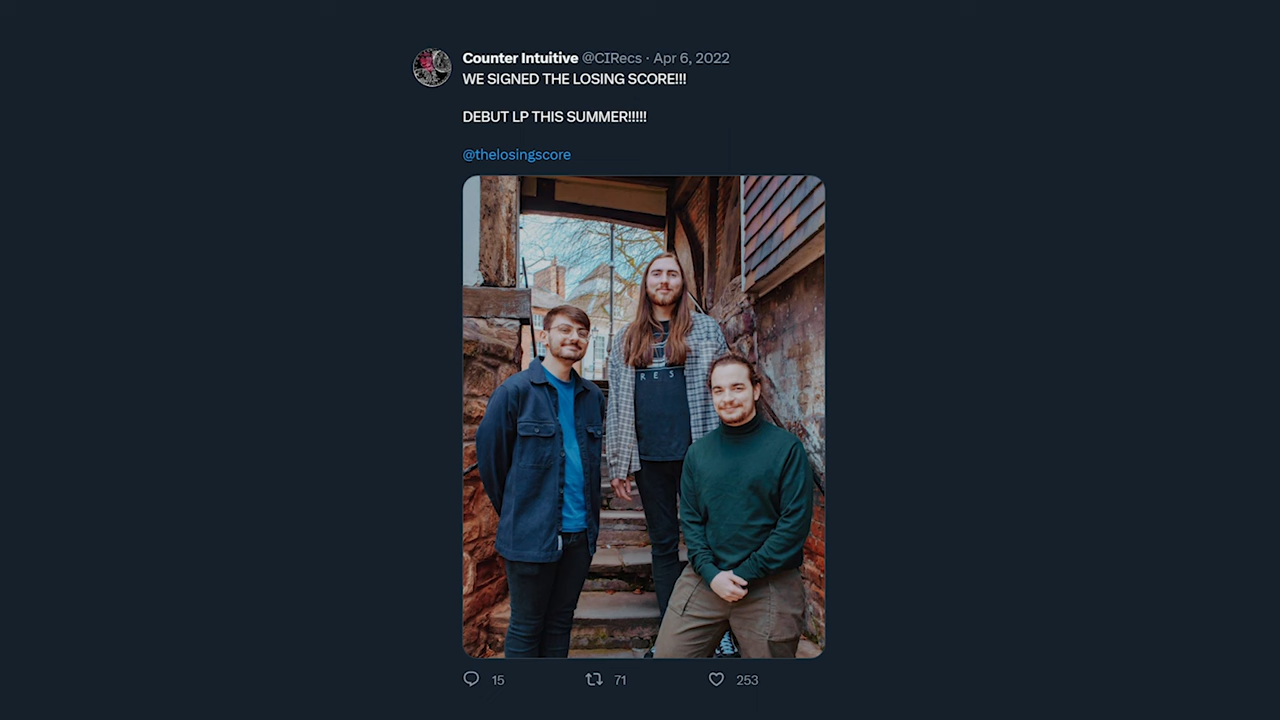 Counter Intuitive @CIRecs · Apr 6, 2022
WE SIGNED THE LOSING SCORE!!!
DEBUT LP THIS SUMMER!!!!!
@thelosingscore
RES
15 71 253